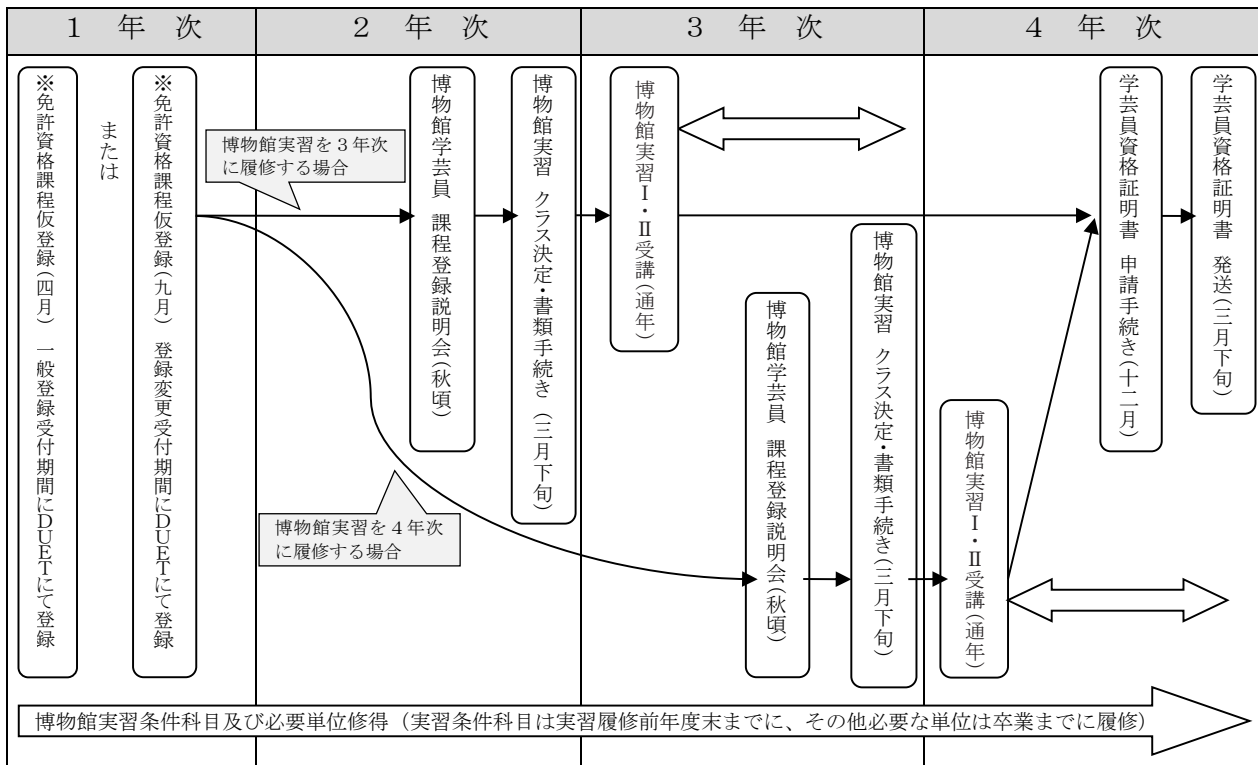 １ 年 次
２ 年 次
３ 年 次
４ 年 次
※免許資格課程仮登録(四月) 一般登録受付期間にＤＵＥＴにて登録
または
※免許資格課程仮登録(九月) 登録変更受付期間にＤＵＥＴにて登録
博物館実習を３年次
に履修する場合
博物館学芸員 課程登録説明会(秋頃)
博物館実習 クラス決定・書類手続き (三月下旬)
博物館実習Ⅰ・Ⅱ受講(通年)
博物館実習を４年次
に履修する場合
博物館学芸員 課程登録説明会(秋頃)
博物館実習 クラス決定・書類手続き(三月下旬)
博物館実習Ⅰ・Ⅱ受講(通年)
学芸員資格証明書 申請手続き(十二月)
学芸員資格証明書 発送(三月下旬)
博物館実習条件科目及び必要単位修得（実習条件科目は実習履修前年度末までに、その他必要な単位は卒業までに履修）